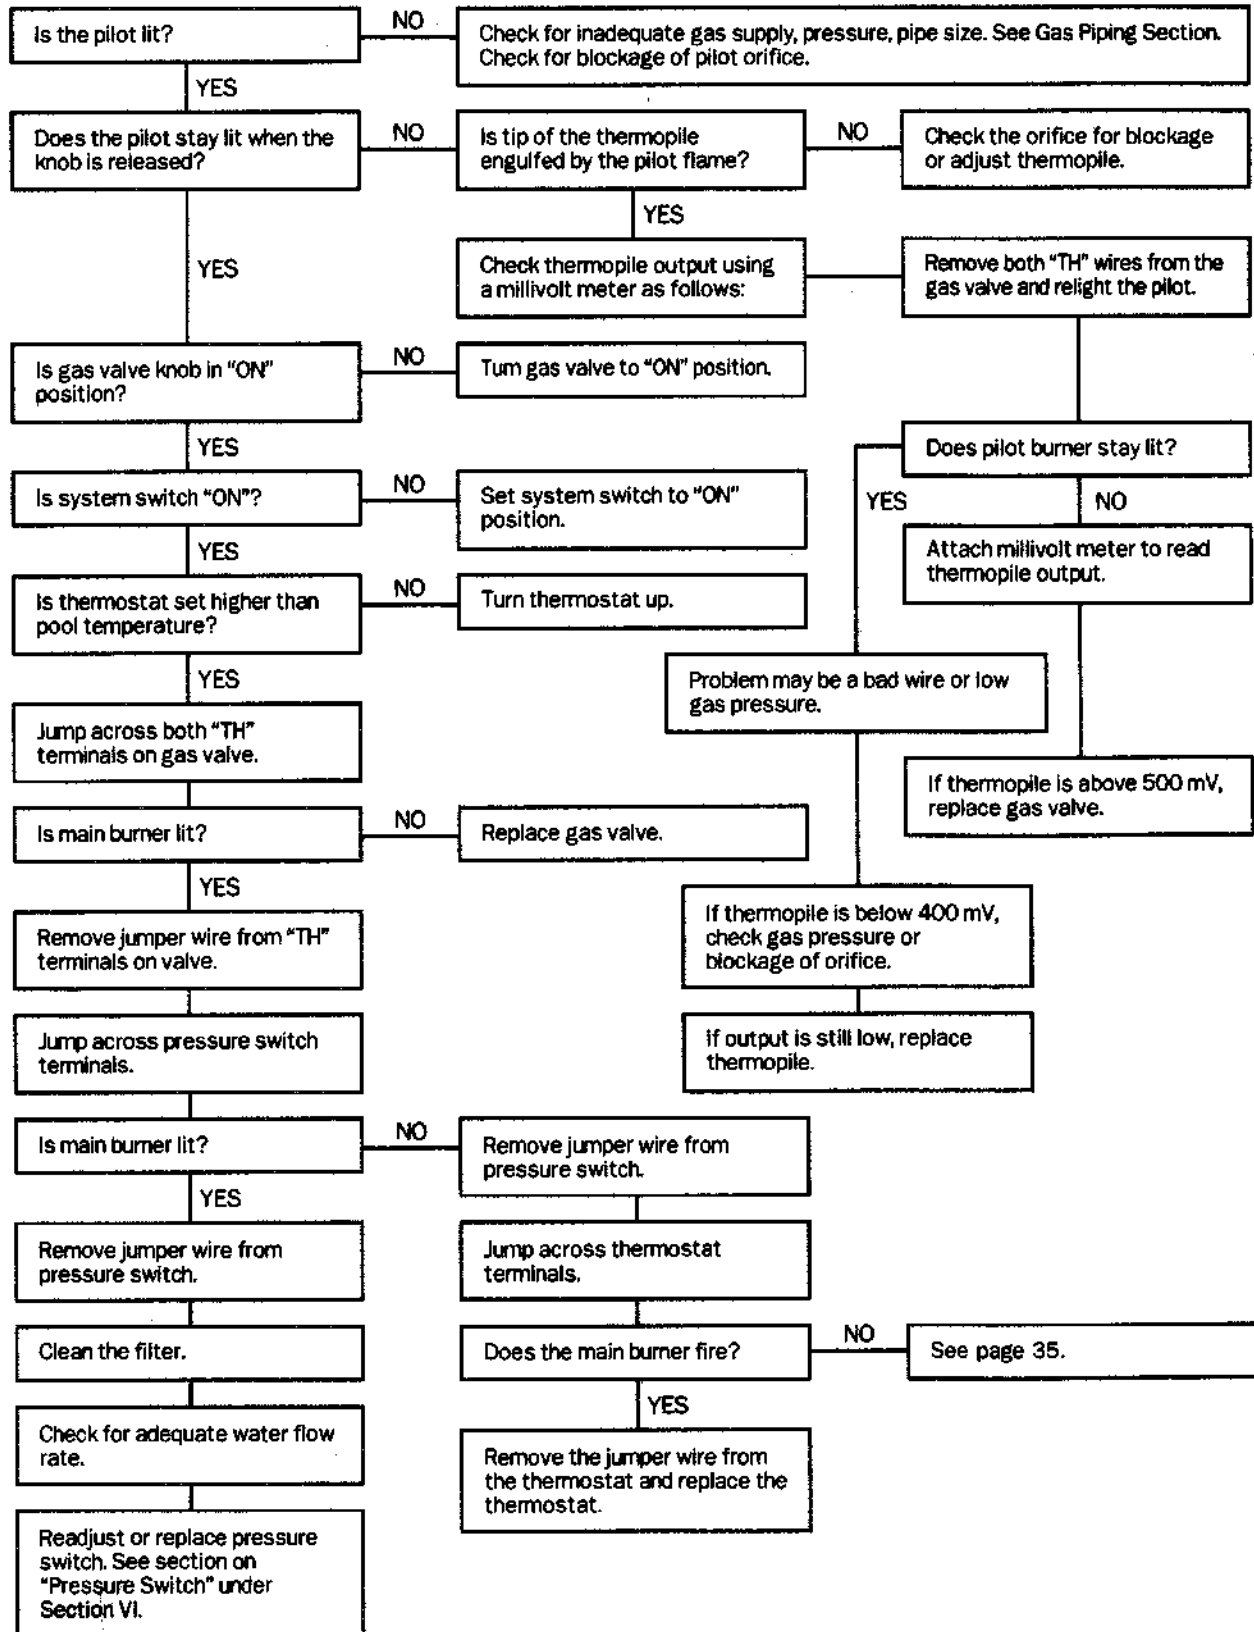 Is the pilot lit?
NO
Check for inadequate gas supply, pressure, pipe size. See Gas Piping Section.
Check for blockage of pilot orifice.
YES
Does the pilot stay lit when the
knob is released?
NO
Is tip of the thermopile
engulfed by the pilot flame?
NO
Check the orifice for blockage
or adjust thermopile.
YES
YES
Check thermopile output using
a millivolt meter as follows:
Remove both "TH" wires from the
gas valve and relight the pilot.
Is gas valve knob in "ON"
position?
NO
Turn gas valve to "ON" position.
YES
Does pilot burner stay lit?
Is system switch "ON"?
NO
Set system switch to "ON"
position.
YES
NO
YES
Attach millivolt meter to read
thermopile output.
Is thermostat set higher than
pool temperature?
NO
Turn thermostat up.
YES
Problem may be a bad wire or low
gas pressure.
Jump across both "TH"
terminals on gas valve.
If thermopile is above 500 mV,
replace gas valve.
Is main burner lit?
NO
Replace gas valve.
YES
If thermopile is below 400 mV,
check gas pressure or
blockage of orifice.
Remove jumper wire from "TH"
terminals on valve.
Jump across pressure switch
terminals.
If output is still low, replace
thermopile.
Is main burner lit?
NO
Remove jumper wire from
pressure switch.
YES
Remove jumper wire from
pressure switch.
Jump across thermostat
terminals.
Clean the filter.
Does the main burner fire?
NO
See page 35.
YES
Check for adequate water flow
rate.
Remove the jumper wire from
the thermostat and replace the
thermostat.
Readjust or replace pressure
switch. See section on
"Pressure Switch" under
Section VI.